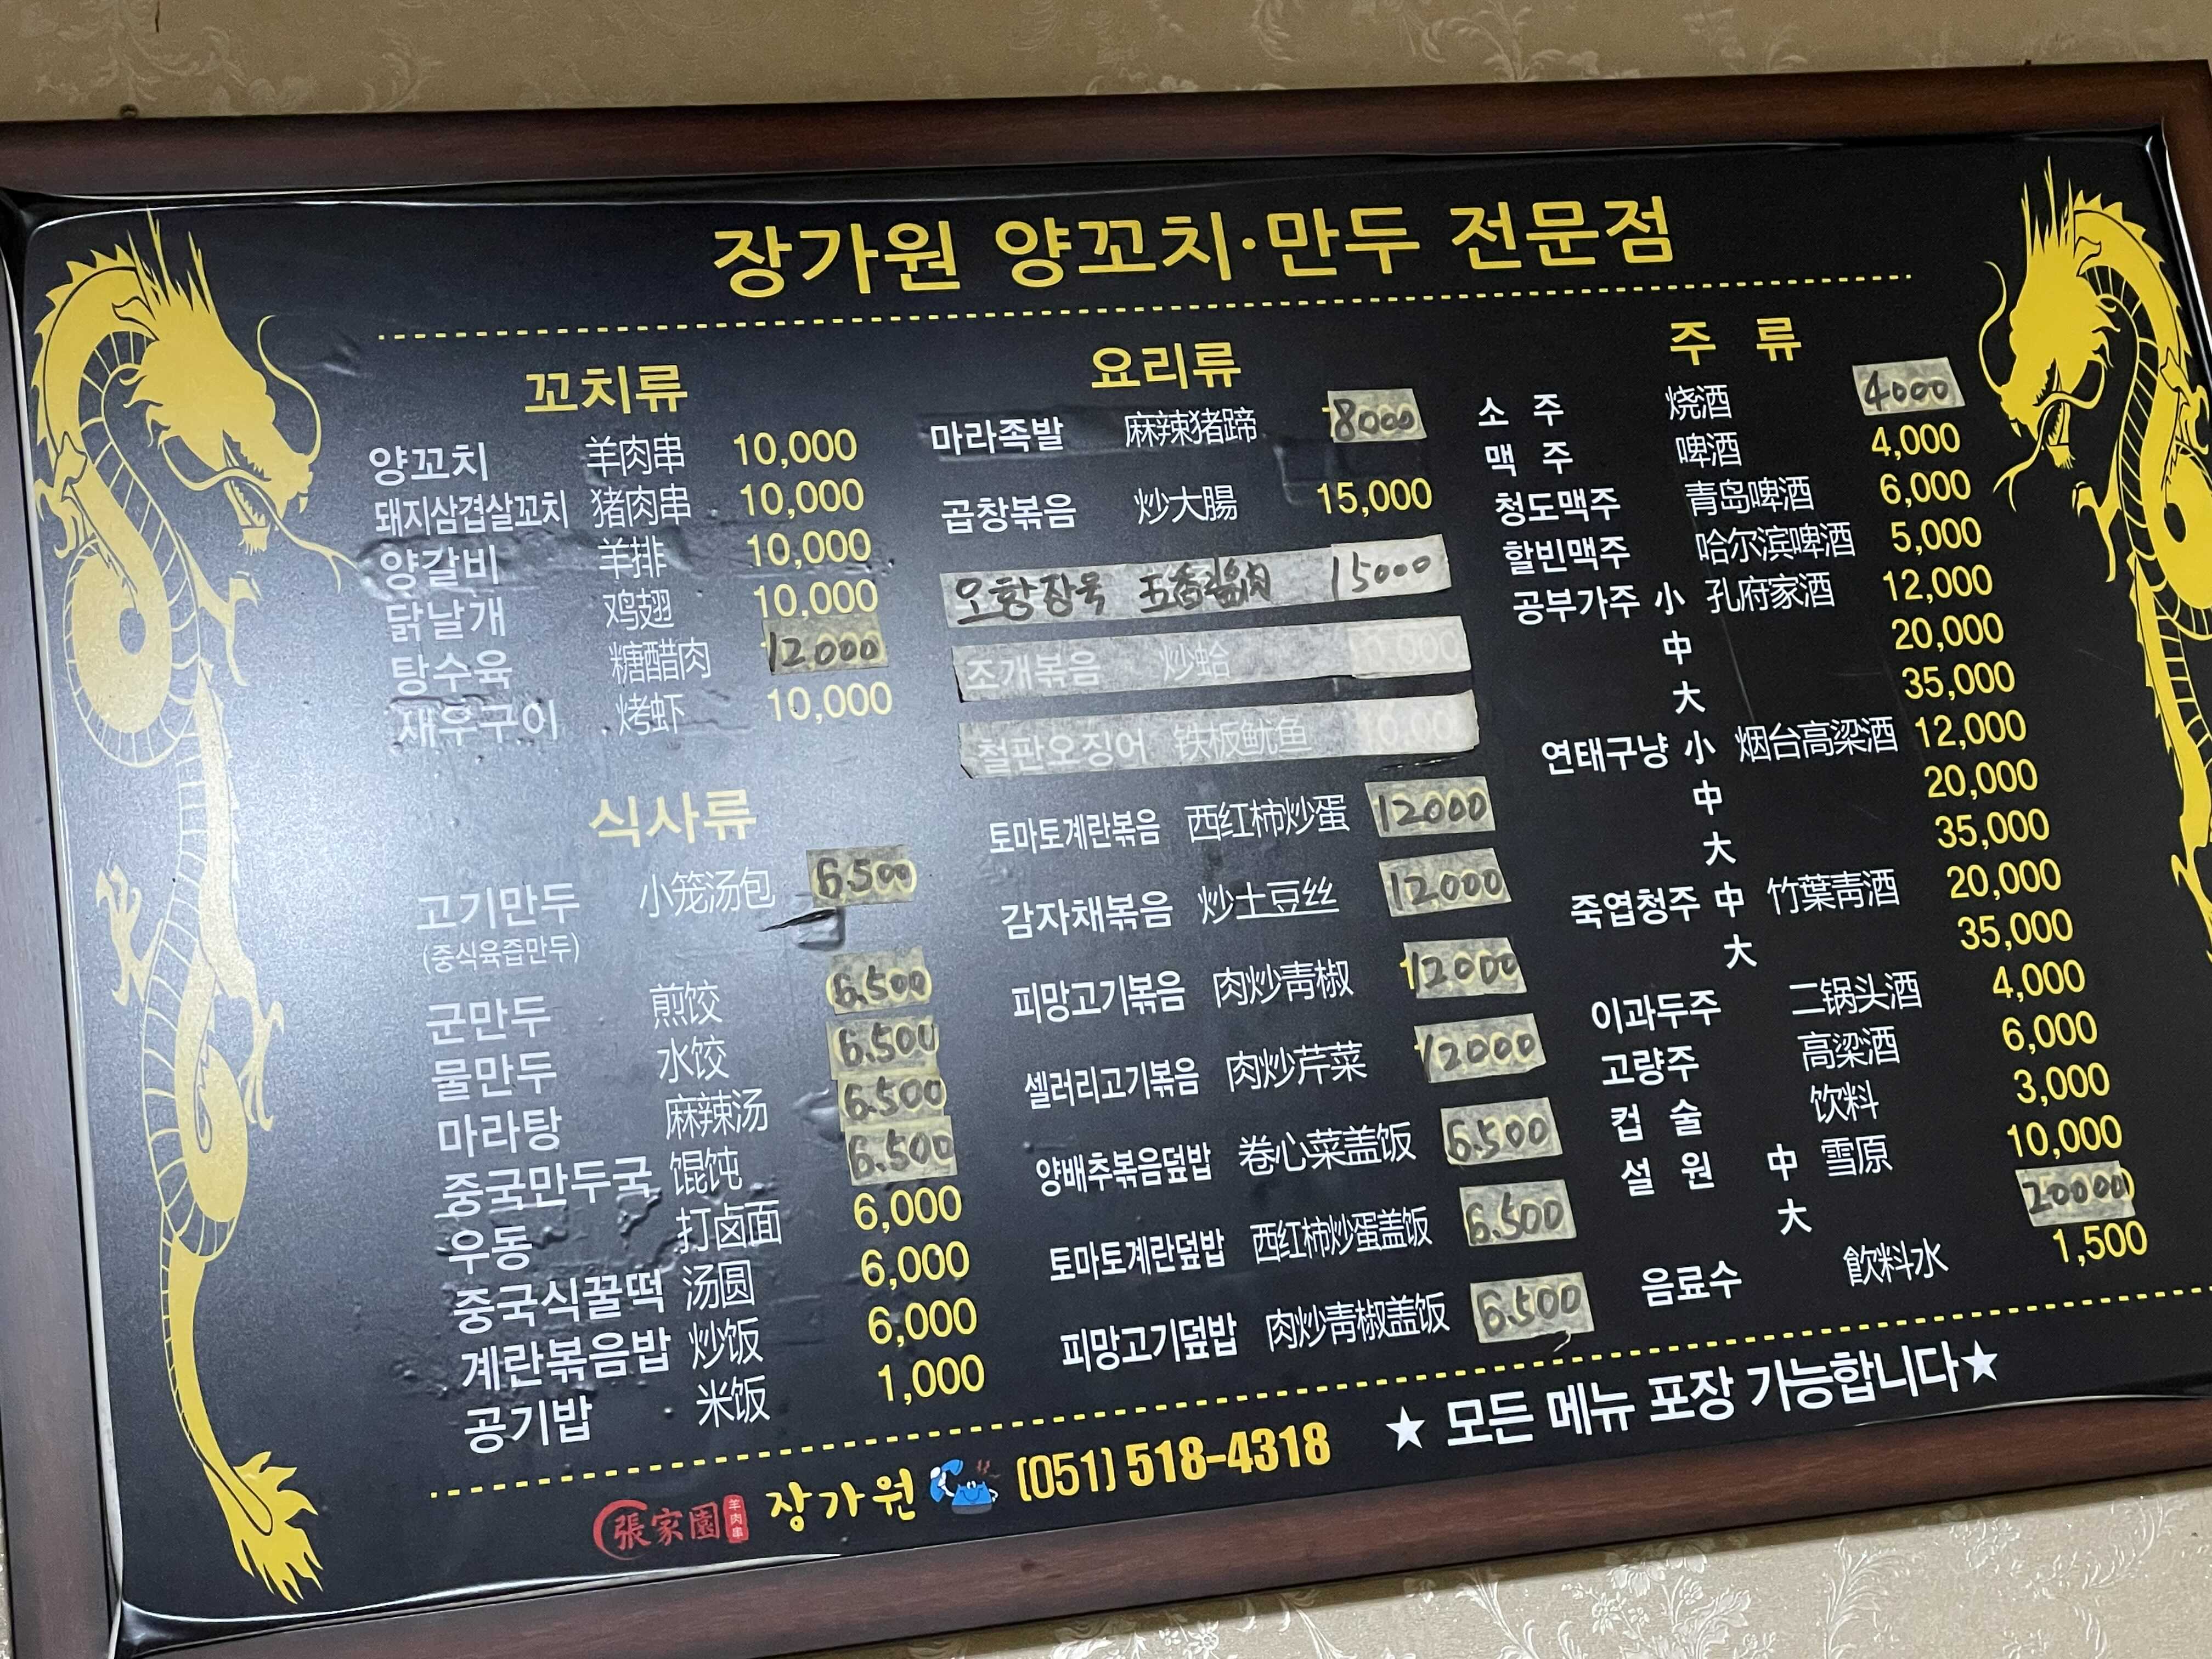 장가원 양꼬치·만두 전문점
꼬치류
양꼬치 羊肉串 10,000
돼지삼겹살꼬치 猪肉串 10,000
양갈비 羊排 10,000
닭날개 鸡翅 10,000
탕수육 糖醋肉 12000
새우구이 烤虾 10,000
식사류
고기만두 小笼汤包 6.500
(중식육즙만두)
군만두 煎饺 6.500
물만두 水饺 6.500
마라탕 麻辣汤 6.500
중국만두국 馄饨 6.500
우동 打卤面 6,000
중국식꿀떡 汤圆 6,000
계란볶음밥 炒饭 6,000
공기밥 米饭 1,000
요리류
마라족발 麻辣猪蹄 8000
곱창볶음 炒大腸 15,000
오향장육 五香酱肉 15000
조개볶음 炒蛤
철판오징어 铁板鱿鱼
토마토계란볶음 西红柿炒蛋 12000
감자채볶음 炒土豆丝 12000
피망고기볶음 肉炒青椒 12000
셀러리고기볶음 肉炒芹菜 12000
양배추볶음덮밥 卷心菜盖饭 6.500
토마토계란덮밥 西红柿炒蛋盖饭 6.500
피망고기덮밥 肉炒青椒盖饭 6.500
주 류
소 주 烧酒 4000
맥 주 啤酒 4,000
청도맥주 青岛啤酒 6,000
할빈맥주 哈尔滨啤酒 5,000
공부가주 小 孔府家酒 12,000
中 20,000
大 35,000
연태구냥 小 烟台高梁酒 12,000
中 20,000
大 35,000
죽엽청주 中 竹葉靑酒 20,000
大 35,000
이과두주 二锅头酒 4,000
고량주 高梁酒 6,000
컵 술 饮料 3,000
설 원 中 雪原 10,000
大 20000
음료수 飮料水 1,500
★ 모든 메뉴 포장 가능합니다★
張家園 羊肉串 장가원 (051) 518-4318